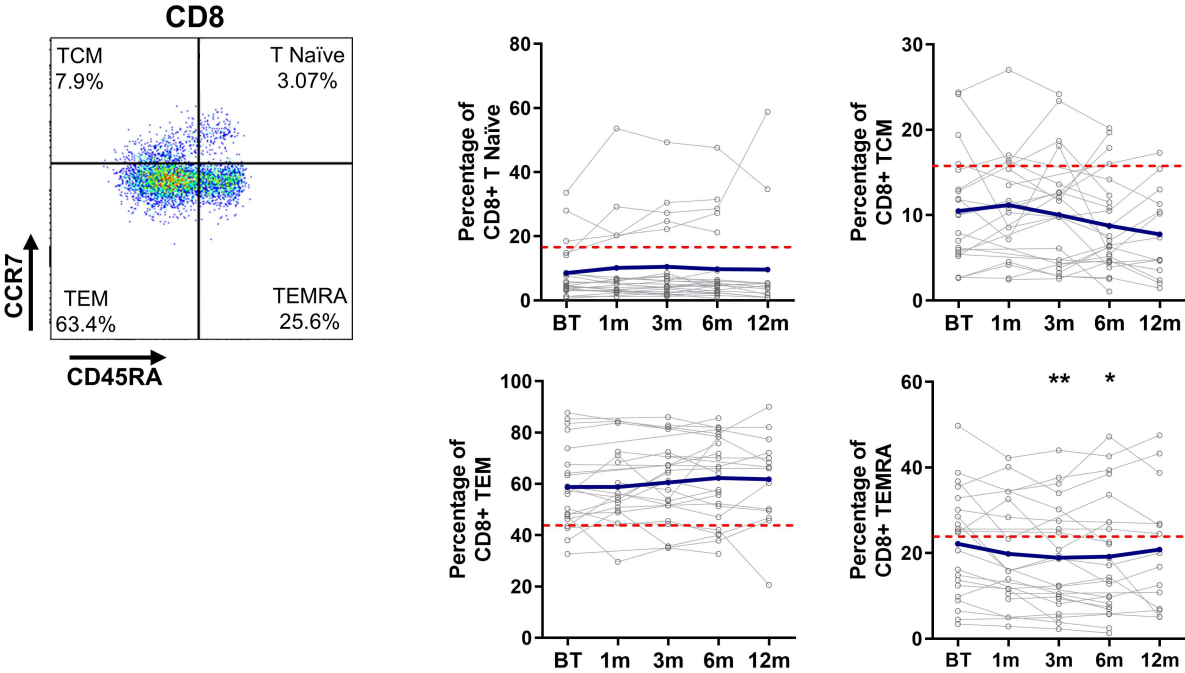 CD8
TCM
7.9%
T Naïve
3.07%
TEM
63.4%
TEMRA
25.6%
CCR7
CD45RA
Percentage of
CD8+ T Naïve
80
60
40
20
0
BT 1m 3m 6m 12m
Percentage of
CD8+ TCM
30
20
10
0
BT 1m 3m 6m 12m
Percentage of
CD8+ TEM
100
80
60
40
20
0
BT 1m 3m 6m 12m
Percentage of
CD8+ TEMRA
** *
60
40
20
0
BT 1m 3m 6m 12m